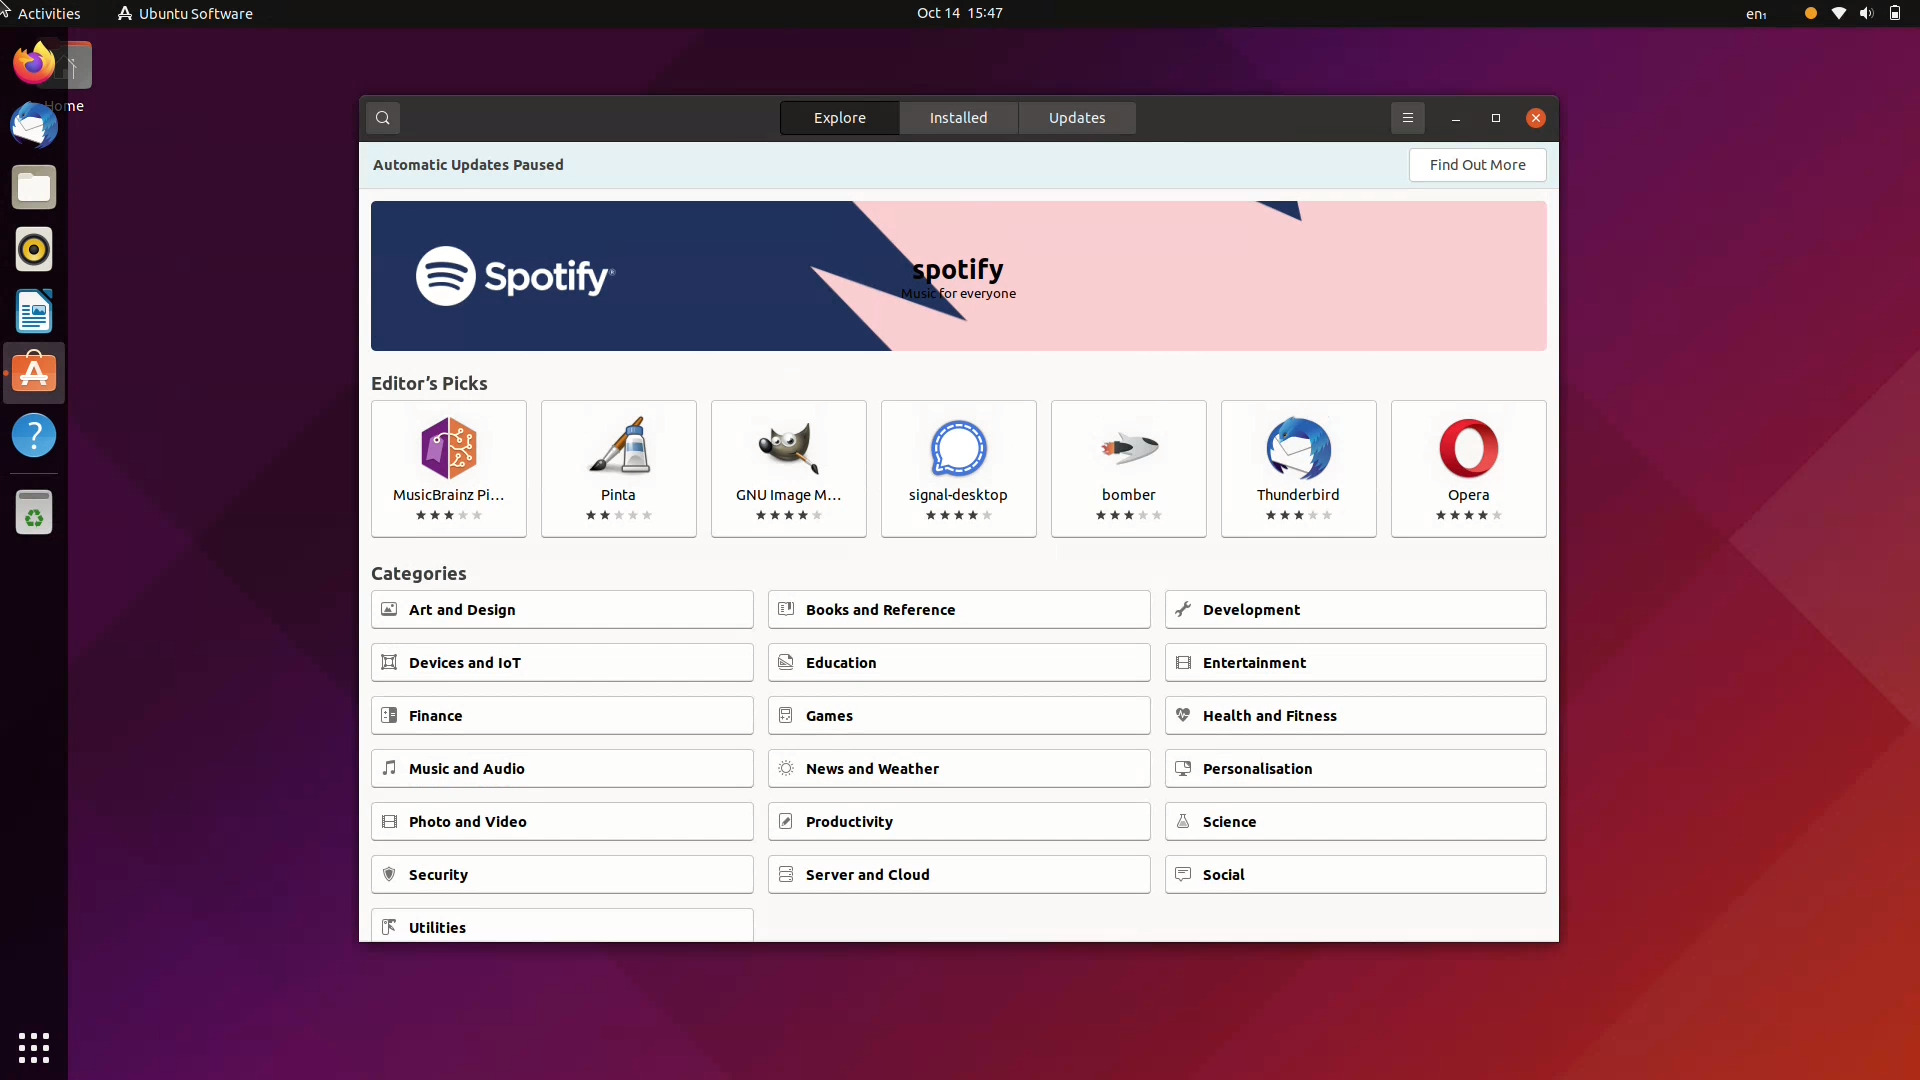 Activities
Ubuntu Software
Oct 14 15:47
en₁
Home
Explore
Installed
Updates
Automatic Updates Paused
Find Out More
Spotify®
spotify
Music for everyone
Editor’s Picks
MusicBrainz Pi…
Pinta
GNU Image M…
signal-desktop
bomber
Thunderbird
Opera
Categories
Art and Design
Books and Reference
Development
Devices and IoT
Education
Entertainment
Finance
Games
Health and Fitness
Music and Audio
News and Weather
Personalisation
Photo and Video
Productivity
Science
Security
Server and Cloud
Social
Utilities